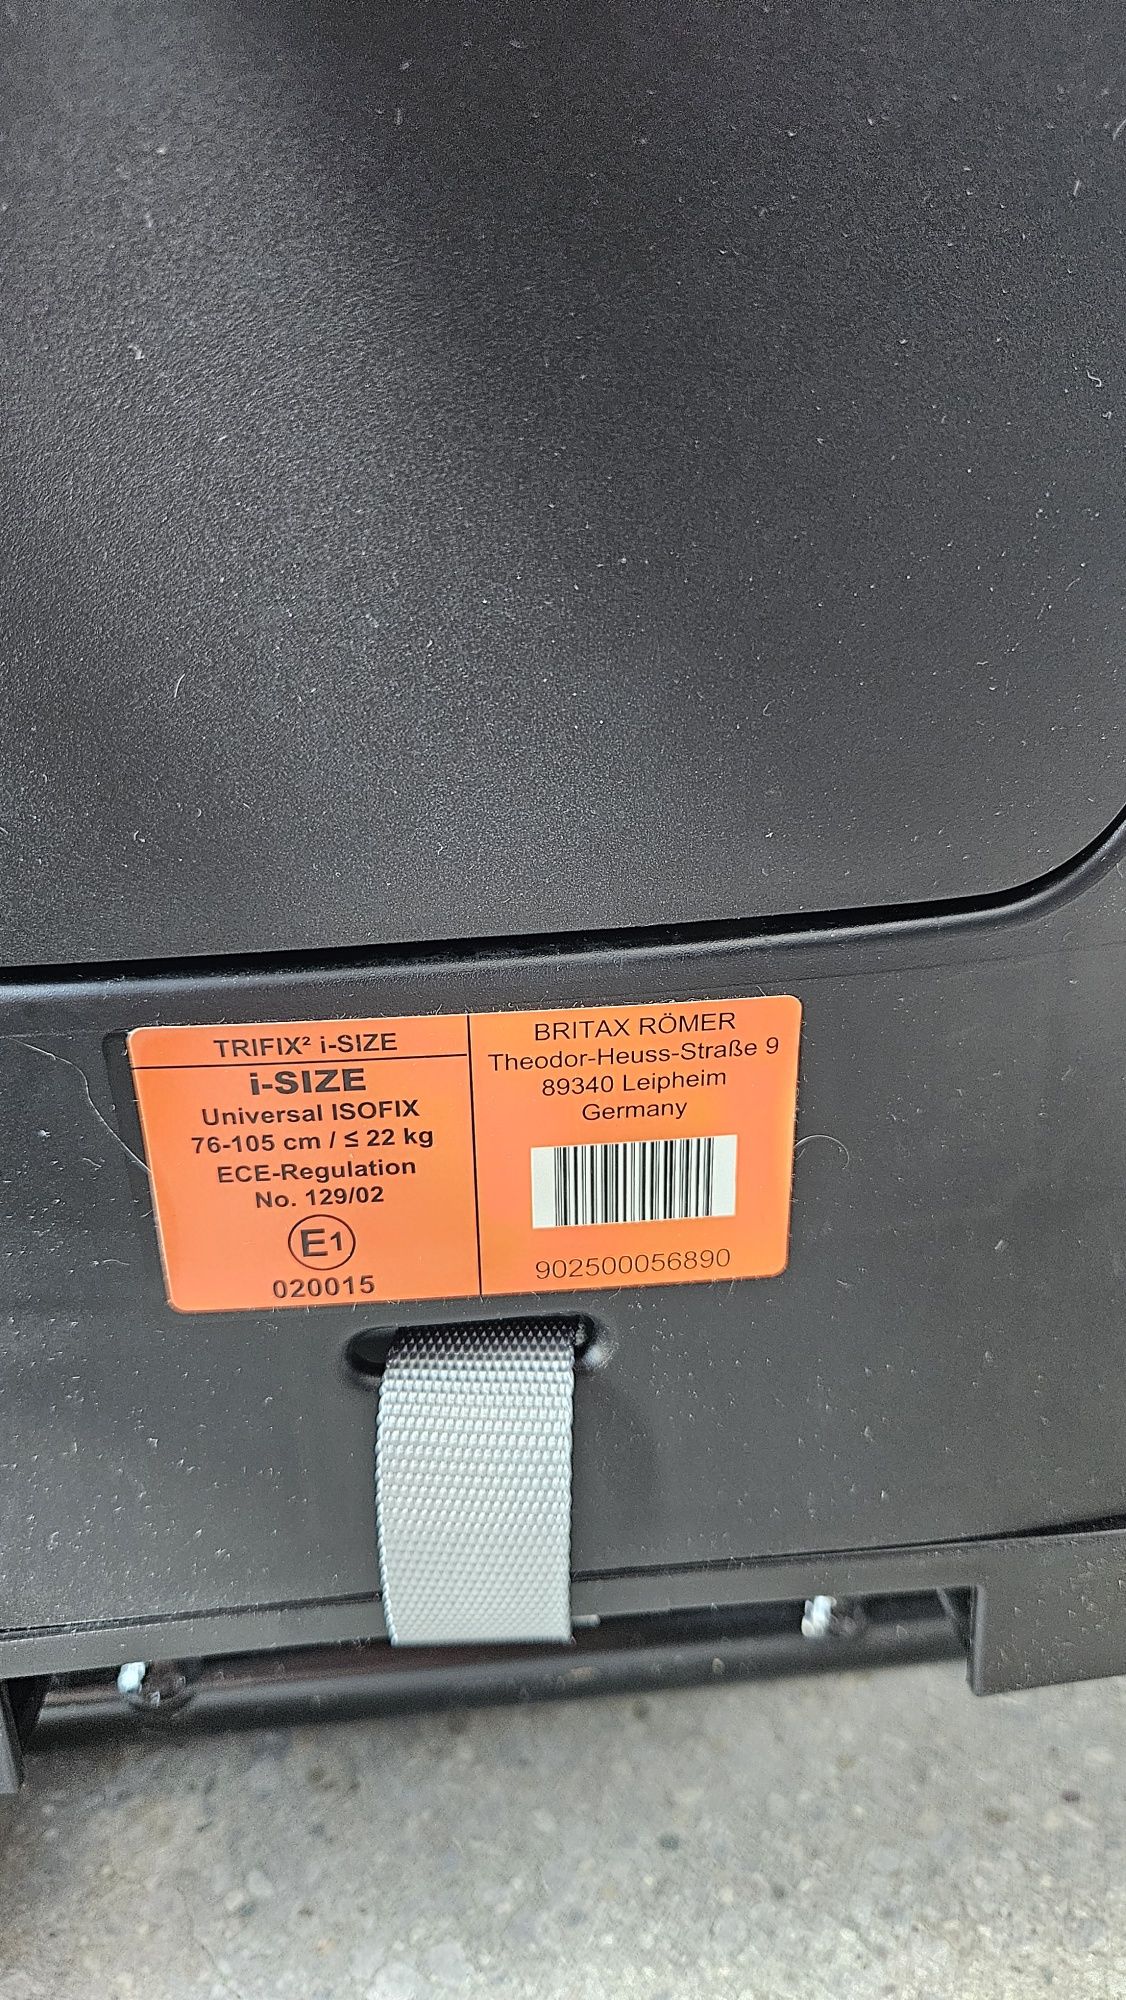 TRIFIX² i-SIZE
i-SIZE
Universal ISOFIX
76-105 cm / ≤ 22 kg
ECE-Regulation
No. 129/02
E1
020015
BRITAX RÖMER
Theodor-Heuss-Straße 9
89340 Leipheim
Germany
902500056890